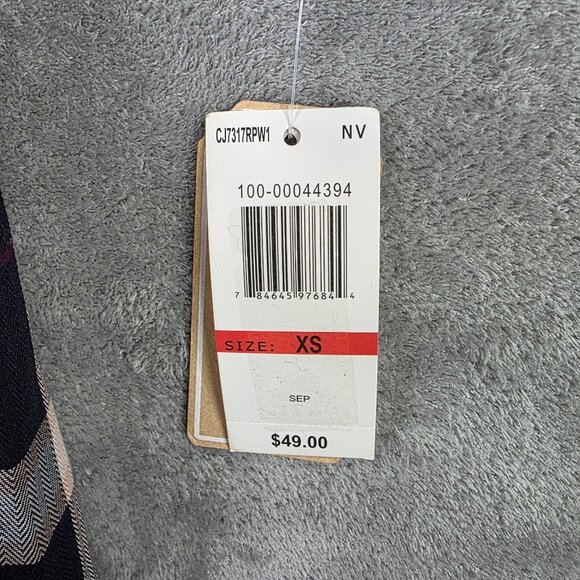 CJ7317RPW1 NV
100-00044394
7 84645 97684 4
SIZE: XS
SEP
$49.00